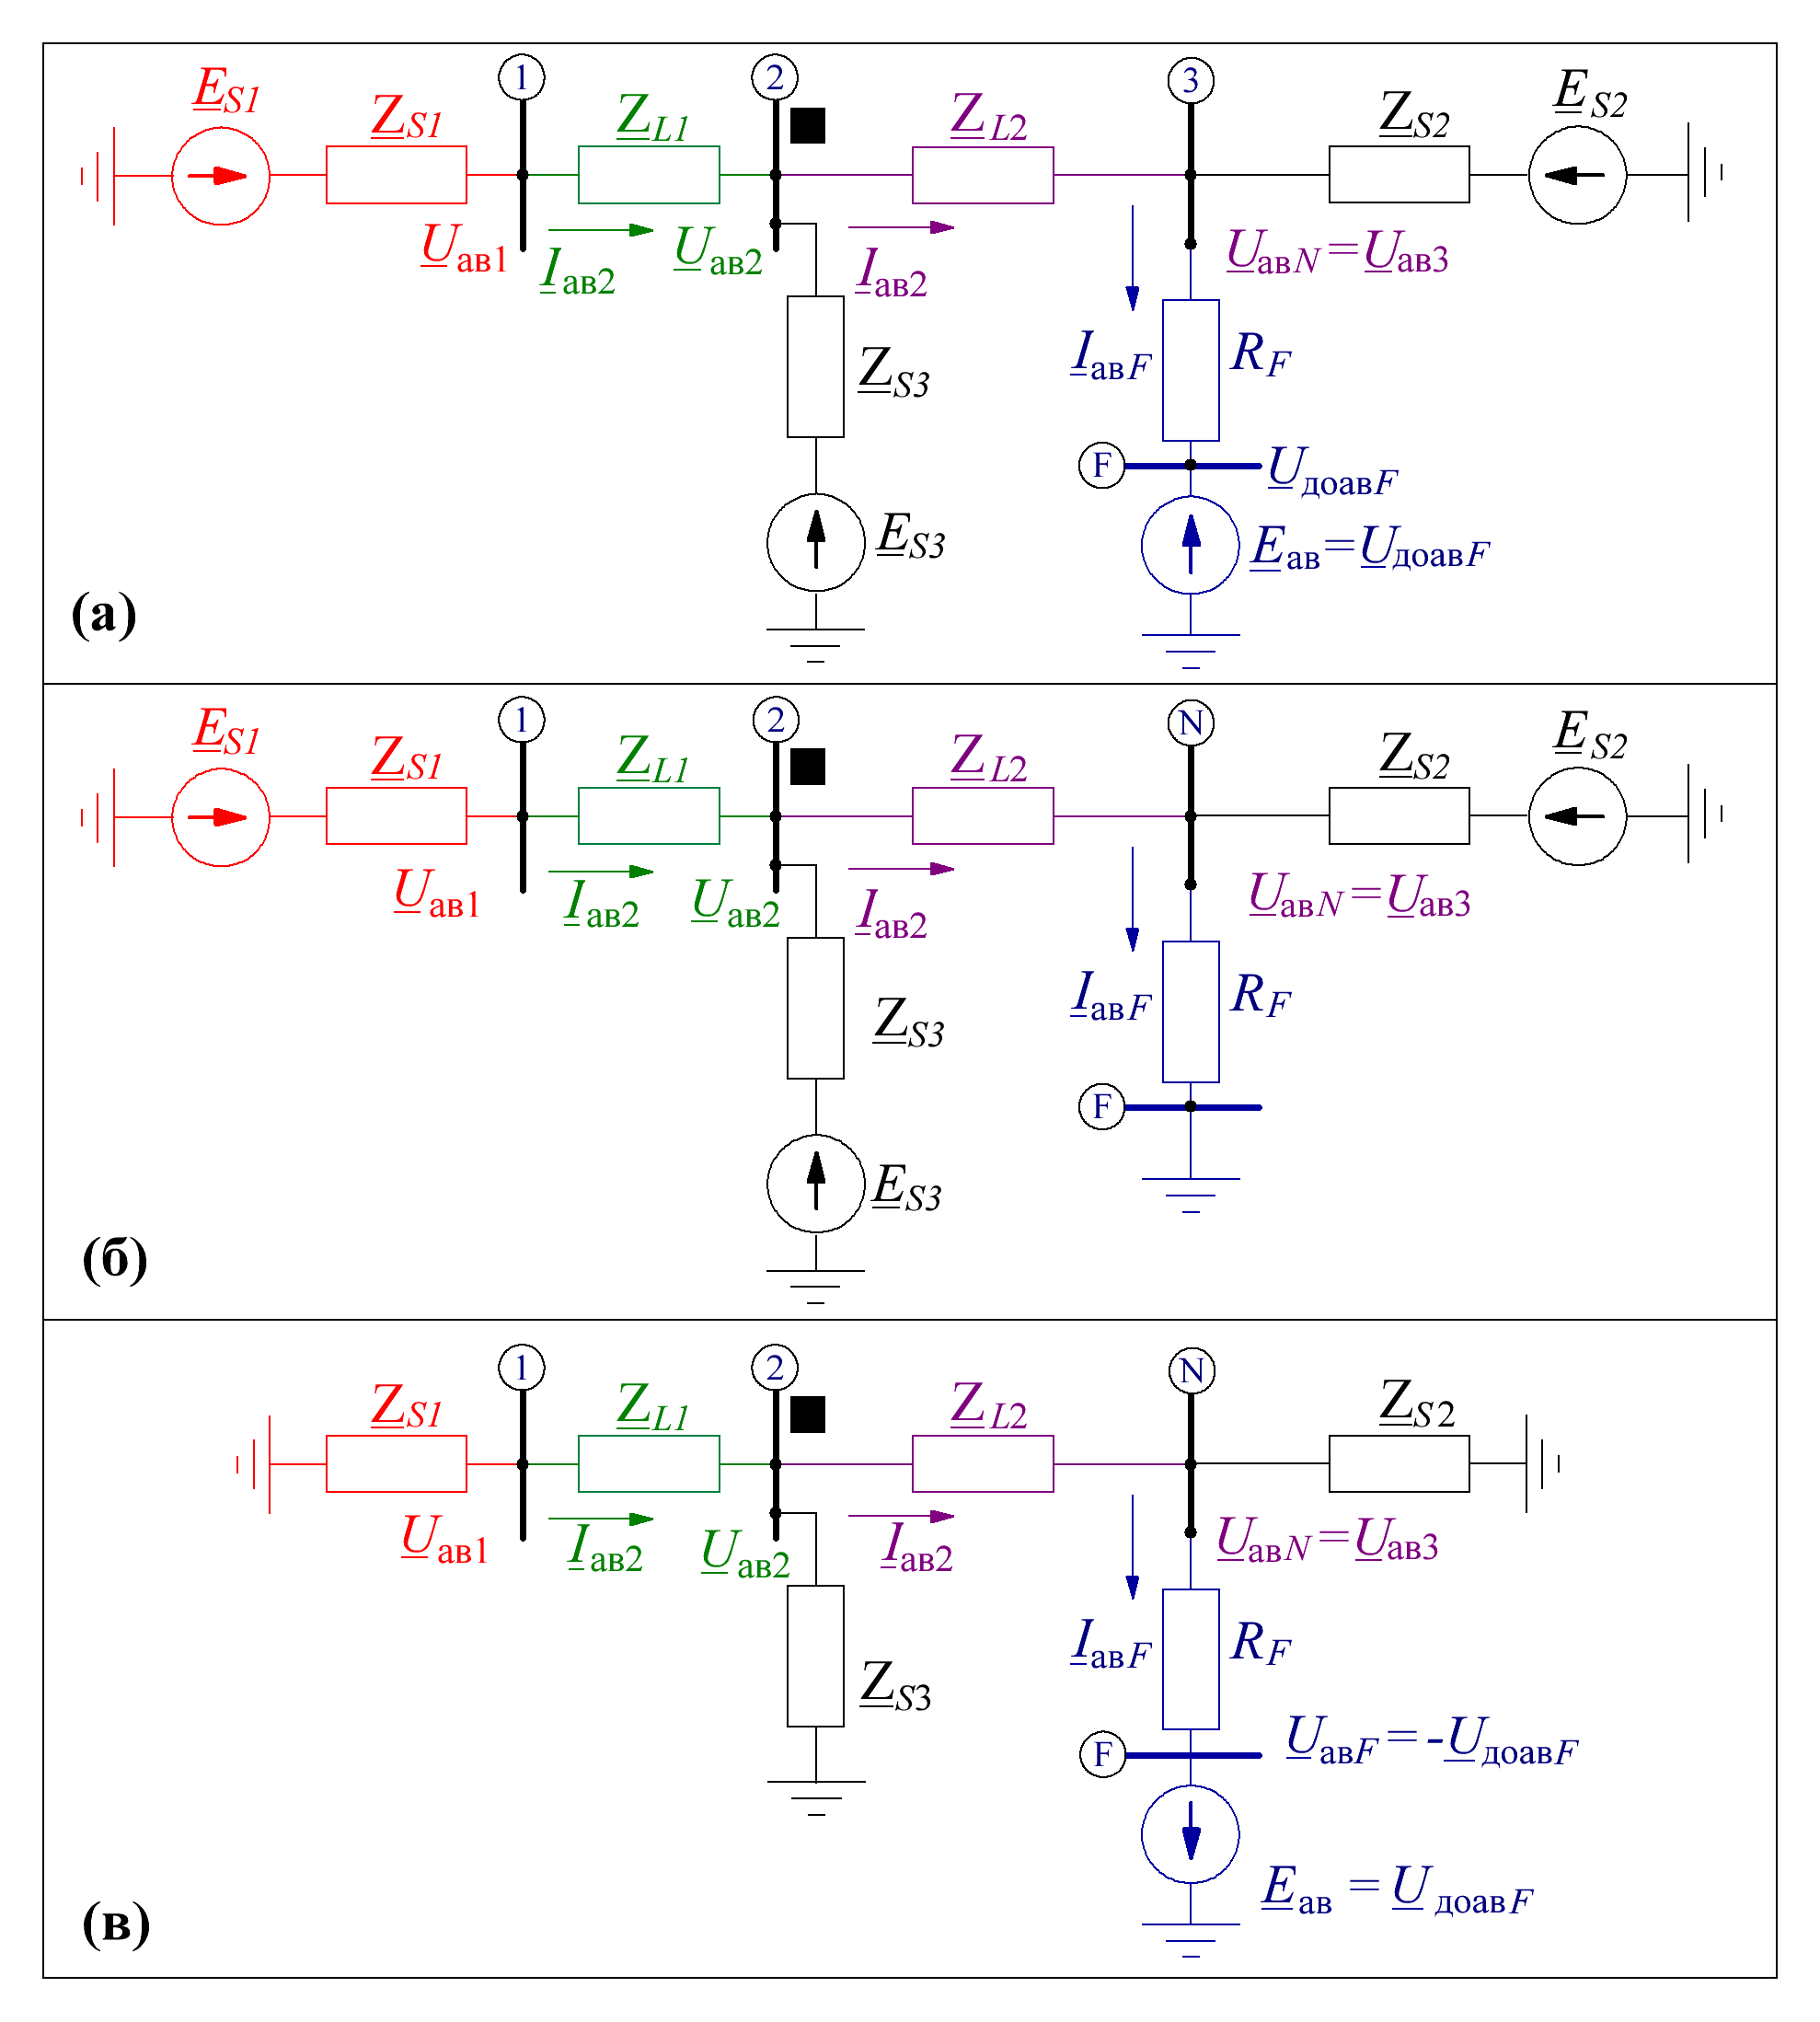 1 2 3
E_S1 Z_S1 Z_L1 Z_L2 Z_S2 E_S2
U_ав1 I_ав2 U_ав2 I_ав2 U_авN=U_ав3
I_авF R_F
Z_S3
F U_доавF
E_S3 E_ав=U_доавF
(а)
1 2 N
E_S1 Z_S1 Z_L1 Z_L2 Z_S2 E_S2
U_ав1 I_ав2 U_ав2 I_ав2 U_авN=U_ав3
Z_S3 I_авF R_F
F
E_S3
(б)
1 2 N
Z_S1 Z_L1 Z_L2 Z_S2
U_ав1 I_ав2 U_ав2 I_ав2 U_авN=U_ав3
I_авF R_F
Z_S3
F U_авF=-U_доавF
E_ав = U_доавF
(в)